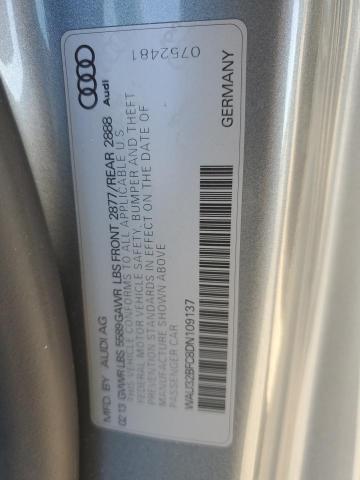 MFD. BY AUDI AG
02 13 GMWR LBS 5589 GAWR LBS FRONT 2877/REAR 2888
THIS VEHICLE CONFORMS TO ALL APPLICABLE U.S.
FEDERAL MOTOR VEHICLE SAFETY, BUMPER AND THEFT
PREVENTION STANDARDS IN EFFECT ON THE DATE OF
MANUFACTURE SHOWN ABOVE
PASSENGER CAR
WAU32BFC8DN109137
Audi
0752481
GERMANY